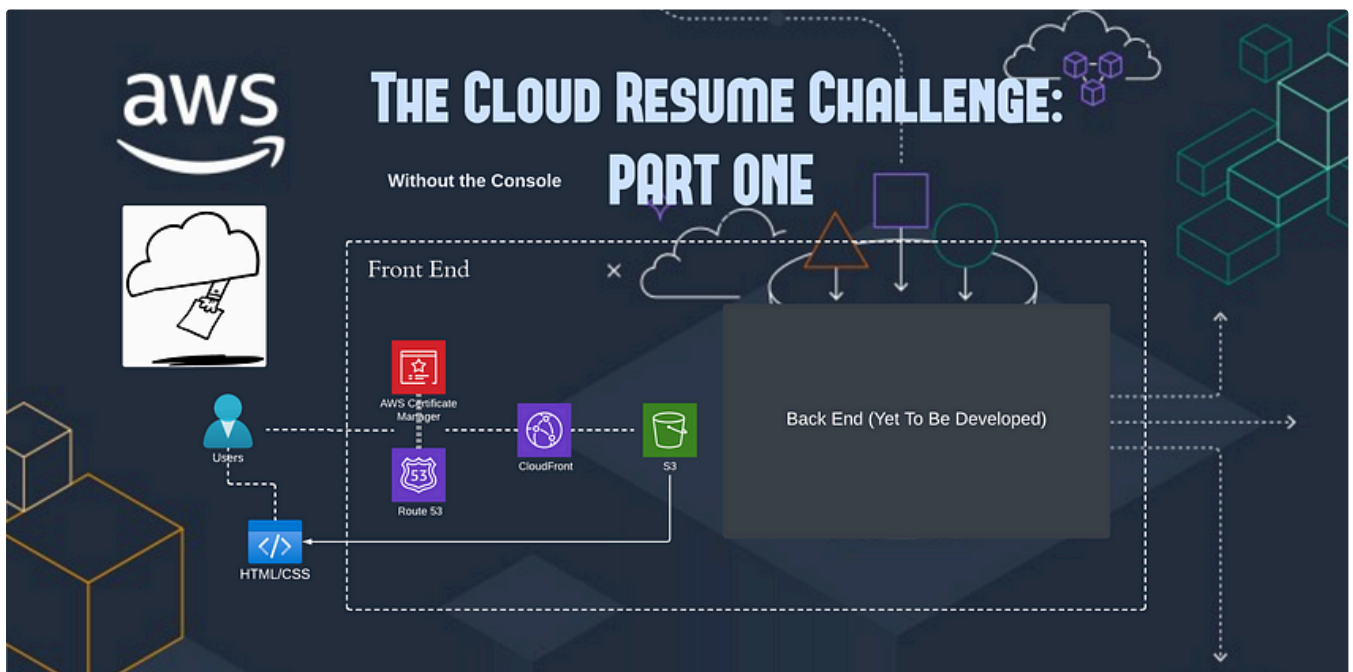 aws
THE CLOUD RESUME CHALLENGE:
PART ONE
Without the Console
Front End
AWS Certificate
Manager
Users
CloudFront
S3
53
Route 53
</>
HTML/CSS
Back End (Yet To Be Developed)